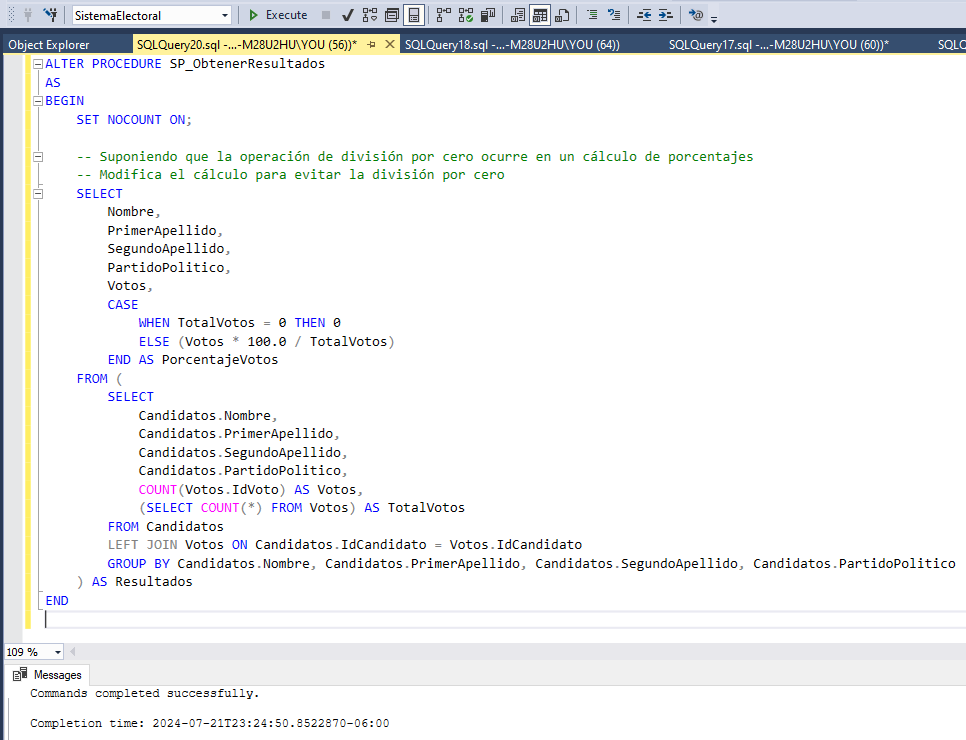 SistemaElectoral
Execute
Object Explorer
SQLQuery20.sql -...-M28U2HU\YOU (56))*
SQLQuery18.sql -...-M28U2HU\YOU (64))
SQLQuery17.sql -...-M28U2HU\YOU (60))*
SQLQ
ALTER PROCEDURE SP_ObtenerResultados
AS
BEGIN
    SET NOCOUNT ON;

    -- Suponiendo que la operación de división por cero ocurre en un cálculo de porcentajes
    -- Modifica el cálculo para evitar la división por cero
    SELECT
        Nombre,
        PrimerApellido,
        SegundoApellido,
        PartidoPolitico,
        Votos,
        CASE
            WHEN TotalVotos = 0 THEN 0
            ELSE (Votos * 100.0 / TotalVotos)
        END AS PorcentajeVotos
    FROM (
        SELECT
            Candidatos.Nombre,
            Candidatos.PrimerApellido,
            Candidatos.SegundoApellido,
            Candidatos.PartidoPolitico,
            COUNT(Votos.IdVoto) AS Votos,
            (SELECT COUNT(*) FROM Votos) AS TotalVotos
        FROM Candidatos
        LEFT JOIN Votos ON Candidatos.IdCandidato = Votos.IdCandidato
        GROUP BY Candidatos.Nombre, Candidatos.PrimerApellido, Candidatos.SegundoApellido, Candidatos.PartidoPolitico
    ) AS Resultados
END
109 %
Messages
Commands completed successfully.

Completion time: 2024-07-21T23:24:50.8522870-06:00